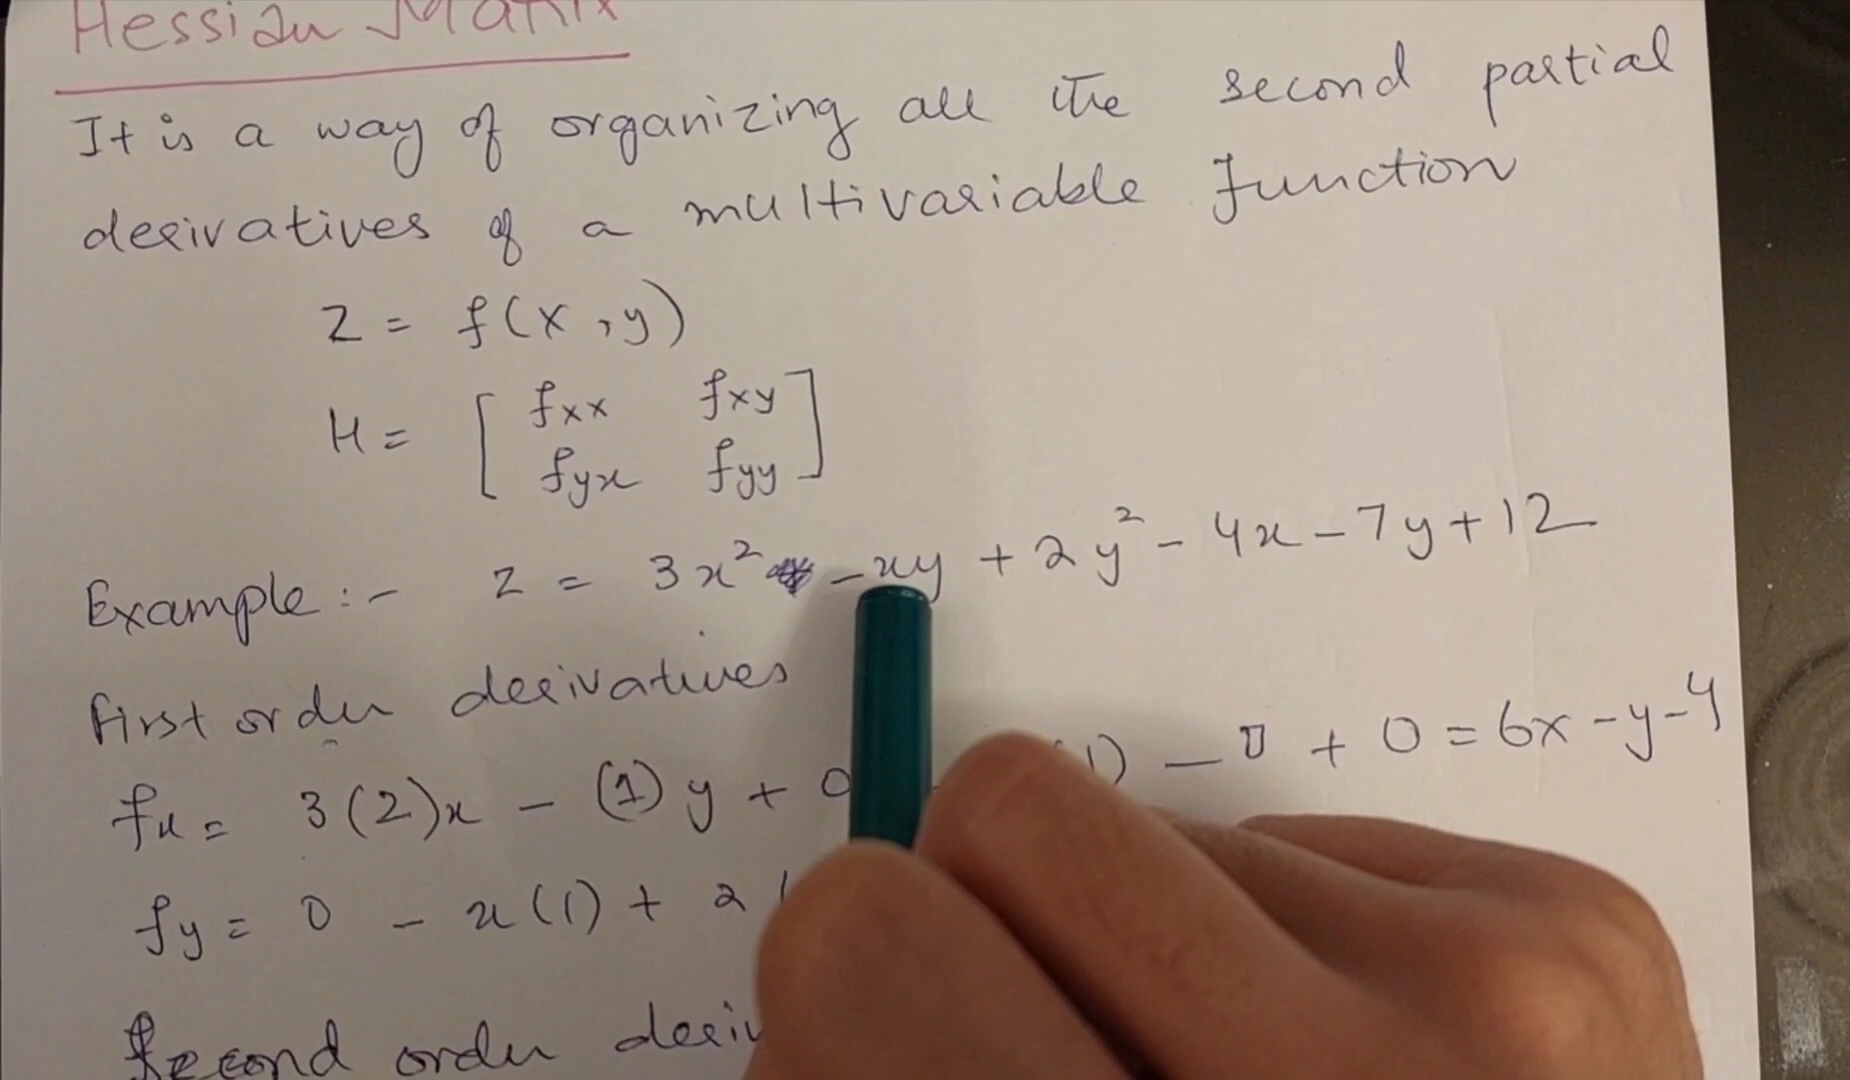 Hessian Matrix
It is a way of organizing all the second partial
derivatives of a multivariable function
Z = f(x,y)
H = [ fxx fxy
fyx fyy ]
Example :- Z = 3x² - xy + 2y² - 4x - 7y + 12
first order derivatives
fx = 3(2)x - (1)y + 0 1) - 0 + 0 = 6x - y - 4
fy = 0 - x(1) + 2
Second order deriv